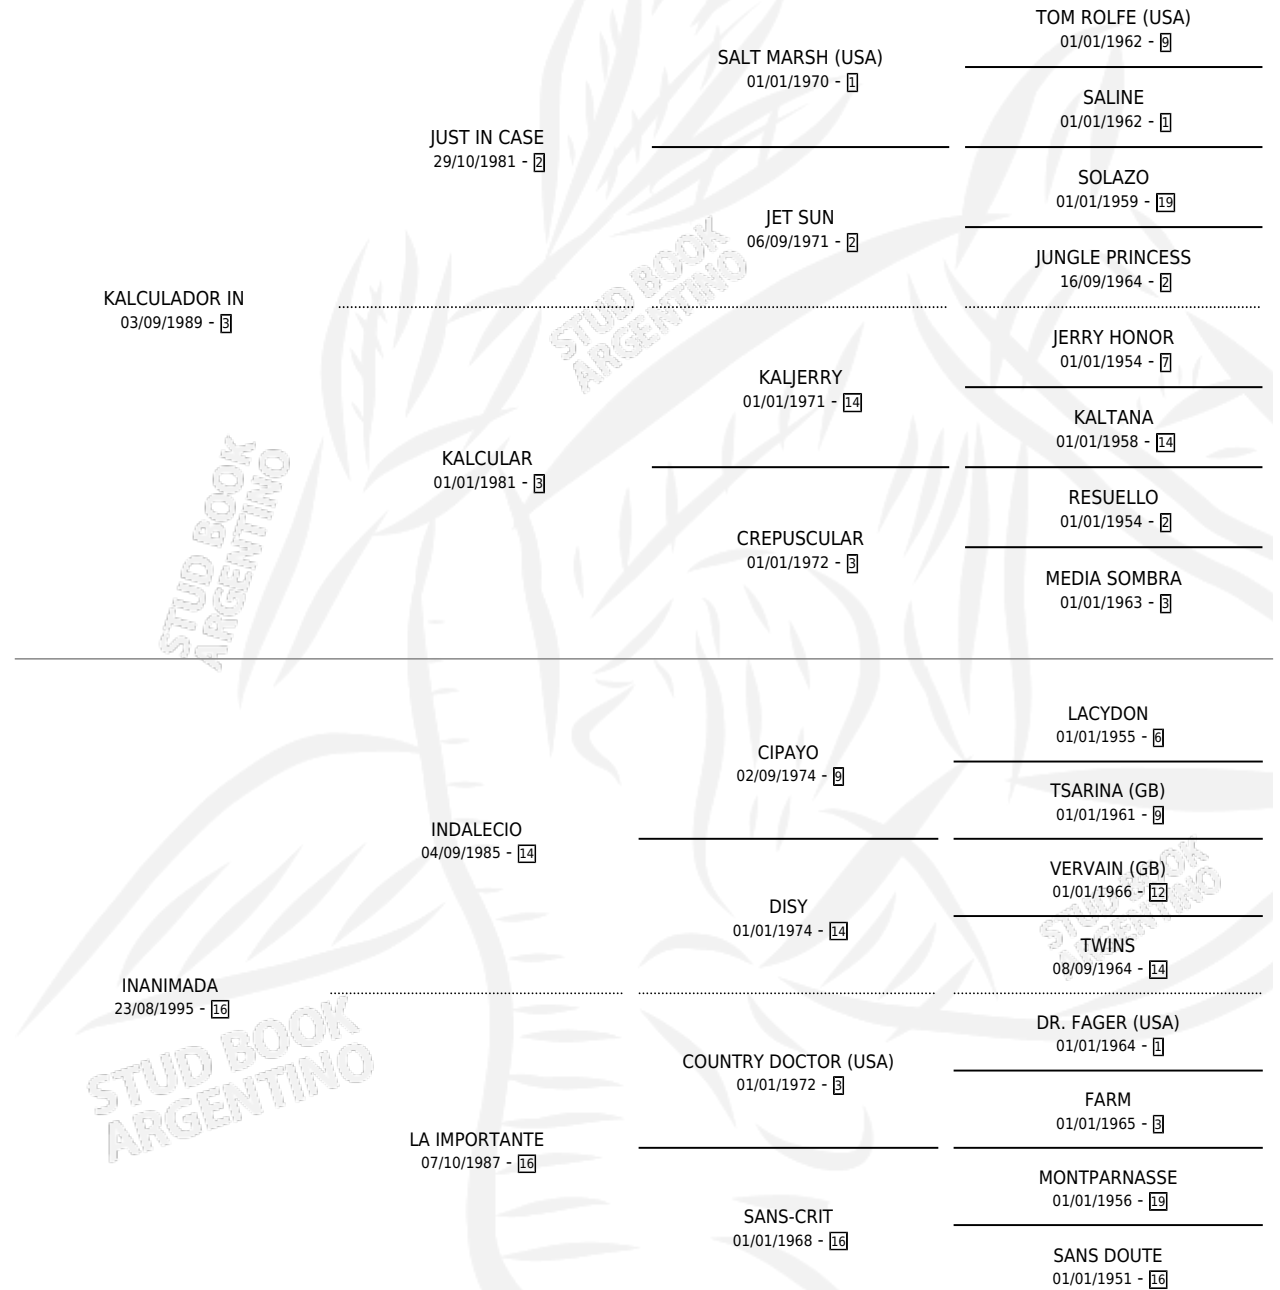 TOM ROLFE (USA)
01/01/1962 - 9
SALT MARSH (USA)
01/01/1970 - 1
SALINE
01/01/1962 - 1
JUST IN CASE
29/10/1981 - 2
SOLAZO
01/01/1959 - 19
JET SUN
06/09/1971 - 2
JUNGLE PRINCESS
16/09/1964 - 2
KALCULADOR IN
03/09/1989 - 3
JERRY HONOR
01/01/1954 - 7
KALJERRY
01/01/1971 - 14
KALTANA
01/01/1958 - 14
KALCULAR
01/01/1981 - 3
RESUELLO
01/01/1954 - 2
CREPUSCULAR
01/01/1972 - 3
MEDIA SOMBRA
01/01/1963 - 3
STUD BOOK
ARGENTINO
STUD BOOK
ARGENTINO
LACYDON
01/01/1955 - 6
CIPAYO
02/09/1974 - 9
TSARINA (GB)
01/01/1961 - 9
INDALECIO
04/09/1985 - 14
VERVAIN (GB)
01/01/1966 - 12
DISY
01/01/1974 - 14
TWINS
08/09/1964 - 14
INANIMADA
23/08/1995 - 16
DR. FAGER (USA)
01/01/1964 - 1
COUNTRY DOCTOR (USA)
01/01/1972 - 3
FARM
01/01/1965 - 3
LA IMPORTANTE
07/10/1987 - 16
MONTPARNASSE
01/01/1956 - 19
SANS-CRIT
01/01/1968 - 16
SANS DOUTE
01/01/1951 - 16
STUD BOOK
ARGENTINO
STUD BOOK
ARGENTINO